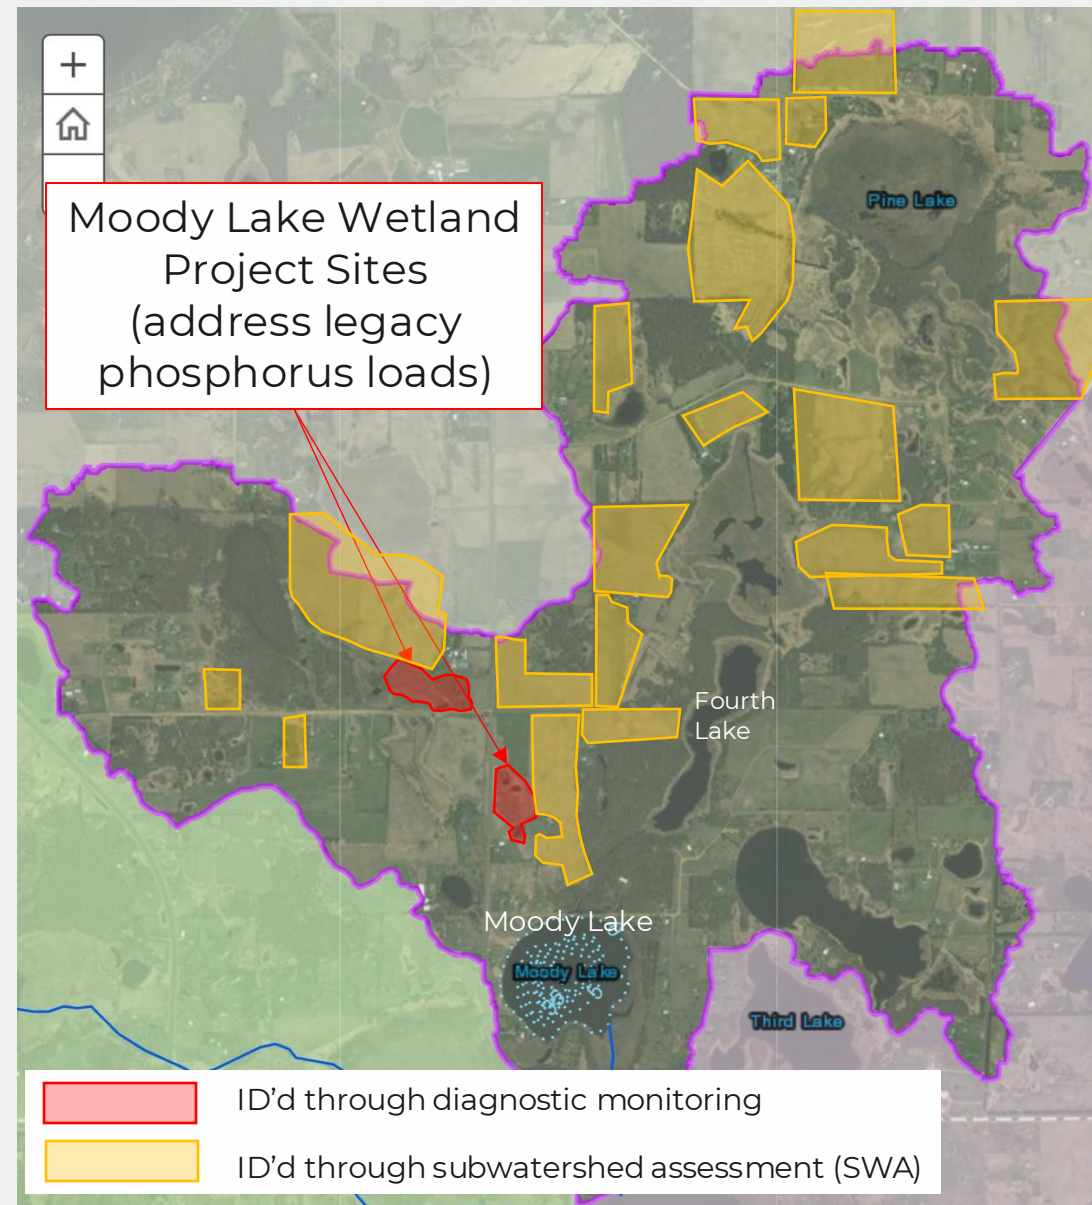 +
Moody Lake Wetland
Project Sites
(address legacy
phosphorus loads)
Pine Lake
Fourth
Lake
Moody Lake
Moody Lake
Third Lake
ID’d through diagnostic monitoring
ID’d through subwatershed assessment (SWA)